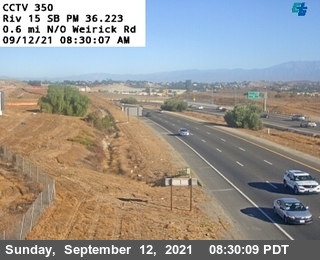 CCTV 350
Riv 15 SB PM 36.223
0.6 mi N/O Weirick Rd
09/12/21 08:30:07 AM
Sunday, September 12, 2021 08:30:09 PDT